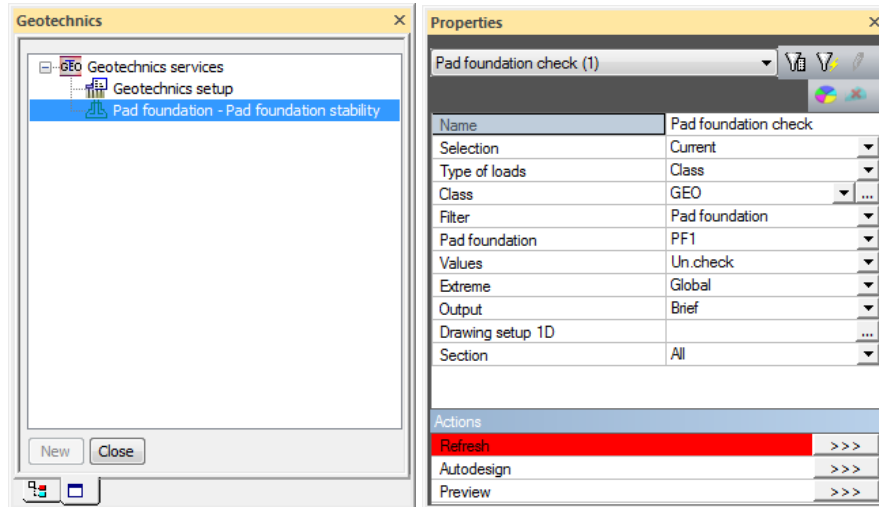 Geotechnics
GEO Geotechnics services
Geotechnics setup
Pad foundation - Pad foundation stability
New Close
Properties
Pad foundation check (1)
Name Pad foundation check
Selection Current
Type of loads Class
Class GEO ...
Filter Pad foundation
Pad foundation PF1
Values Un.check
Extreme Global
Output Brief
Drawing setup 1D ...
Section All
Actions
Refresh >>>
Autodesign >>>
Preview >>>